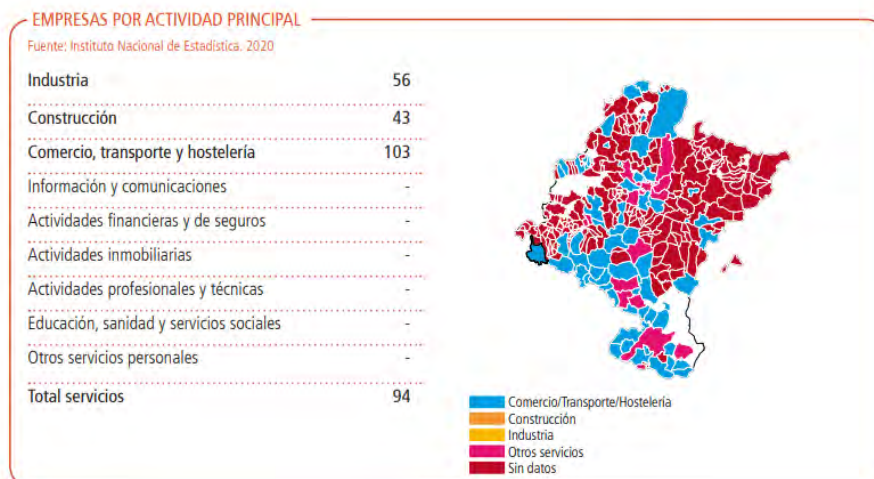 EMPRESAS POR ACTIVIDAD PRINCIPAL
Fuente: Instituto Nacional de Estadística. 2020
Industria 56
Construcción 43
Comercio, transporte y hostelería 103
Información y comunicaciones -
Actividades financieras y de seguros -
Actividades inmobiliarias -
Actividades profesionales y técnicas -
Educación, sanidad y servicios sociales -
Otros servicios personales -
Total servicios 94
Comercio/Transporte/Hostelería
Construcción
Industria
Otros servicios
Sin datos